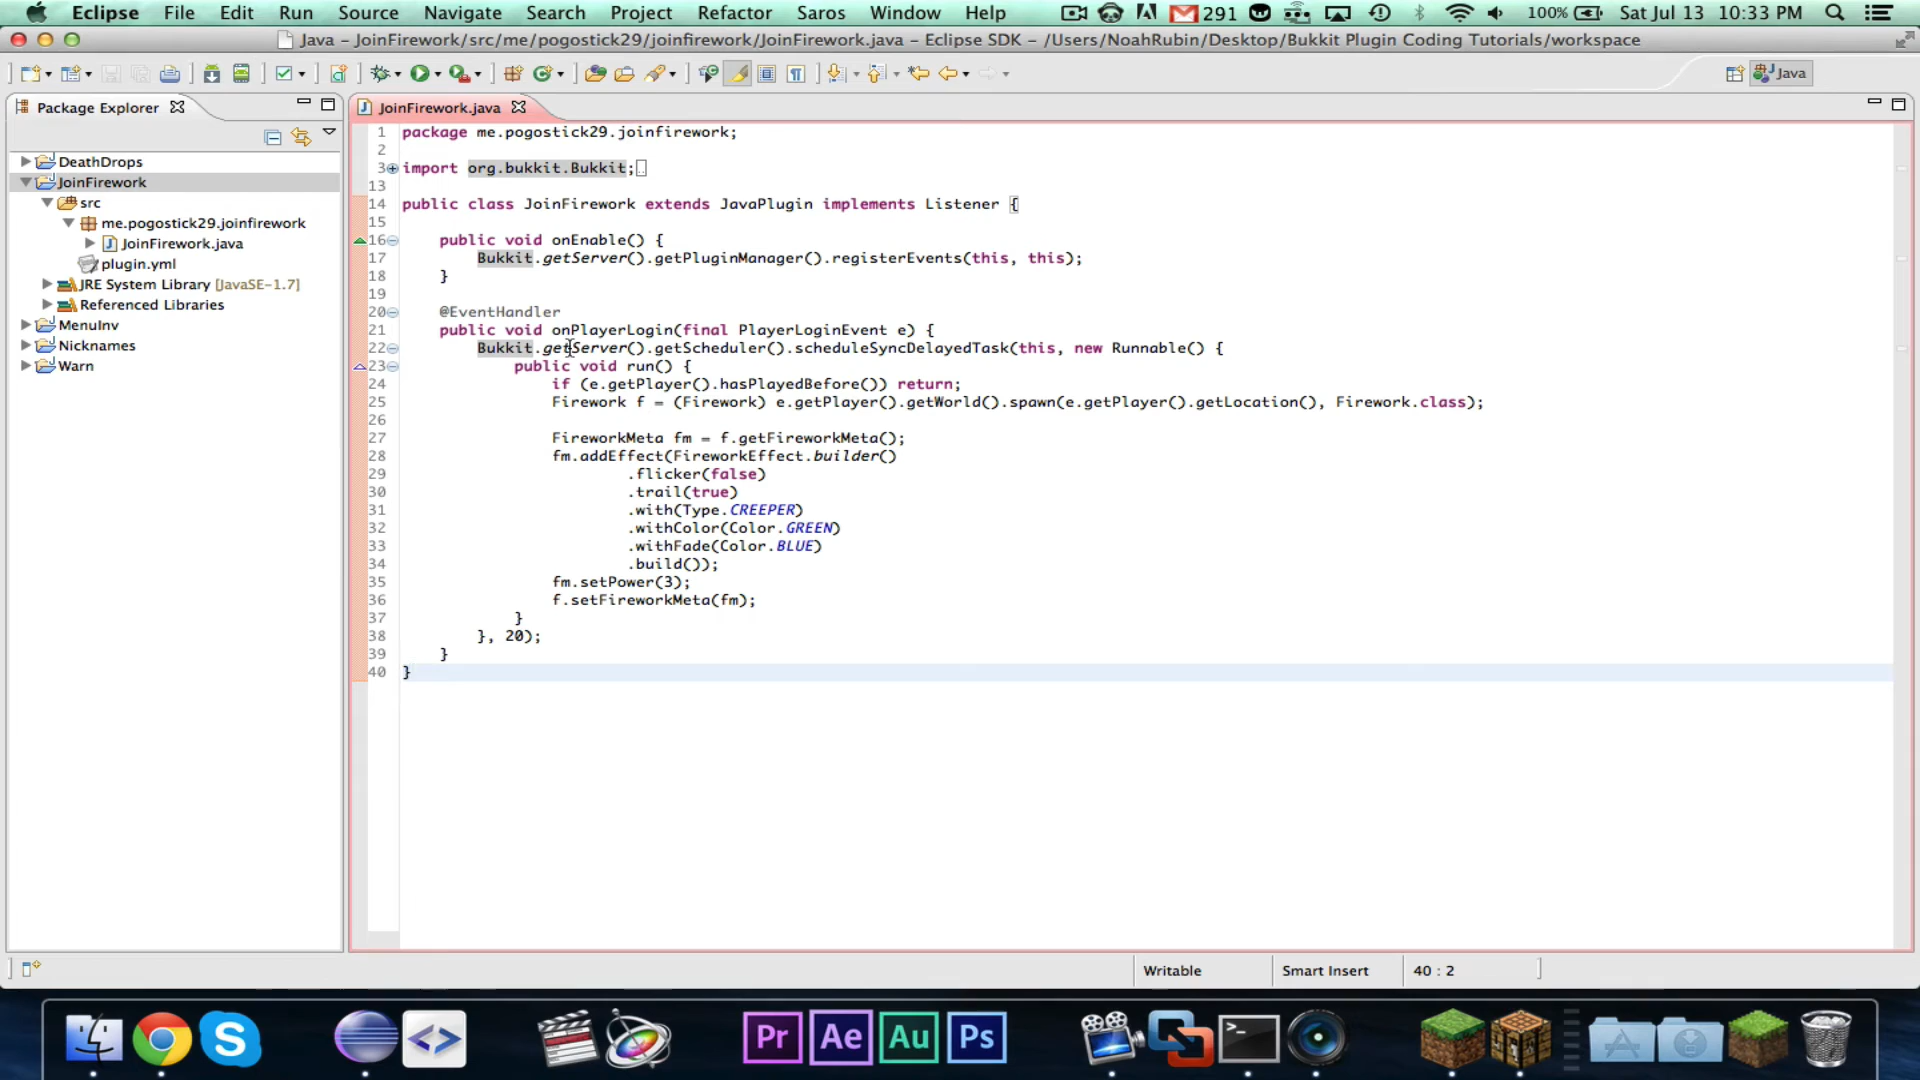 Eclipse File Edit Run Source Navigate Search Project Refactor Saros Window Help 291 100% Sat Jul 13 10:33 PM
Java – JoinFirework/src/me/pogostick29/joinfirework/JoinFirework.java – Eclipse SDK – /Users/NoahRubin/Desktop/Bukkit Plugin Coding Tutorials/workspace
Java
Package Explorer
DeathDrops
JoinFirework
src
me.pogostick29.joinfirework
JoinFirework.java
plugin.yml
JRE System Library [JavaSE-1.7]
Referenced Libraries
MenuInv
Nicknames
Warn
JoinFirework.java
1 package me.pogostick29.joinfirework;
2
3 import org.bukkit.Bukkit;
13
14 public class JoinFirework extends JavaPlugin implements Listener {
15
16 public void onEnable() {
17 Bukkit.getServer().getPluginManager().registerEvents(this, this);
18 }
19
20 @EventHandler
21 public void onPlayerLogin(final PlayerLoginEvent e) {
22 Bukkit.getServer().getScheduler().scheduleSyncDelayedTask(this, new Runnable() {
23 public void run() {
24 if (e.getPlayer().hasPlayedBefore()) return;
25 Firework f = (Firework) e.getPlayer().getWorld().spawn(e.getPlayer().getLocation(), Firework.class);
26
27 FireworkMeta fm = f.getFireworkMeta();
28 fm.addEffect(FireworkEffect.builder()
29 .flicker(false)
30 .trail(true)
31 .with(Type.CREEPER)
32 .withColor(Color.GREEN)
33 .withFade(Color.BLUE)
34 .build());
35 fm.setPower(3);
36 f.setFireworkMeta(fm);
37 }
38 }, 20);
39 }
40 }
Writable Smart Insert 40 : 2
Pr Ae Au Ps